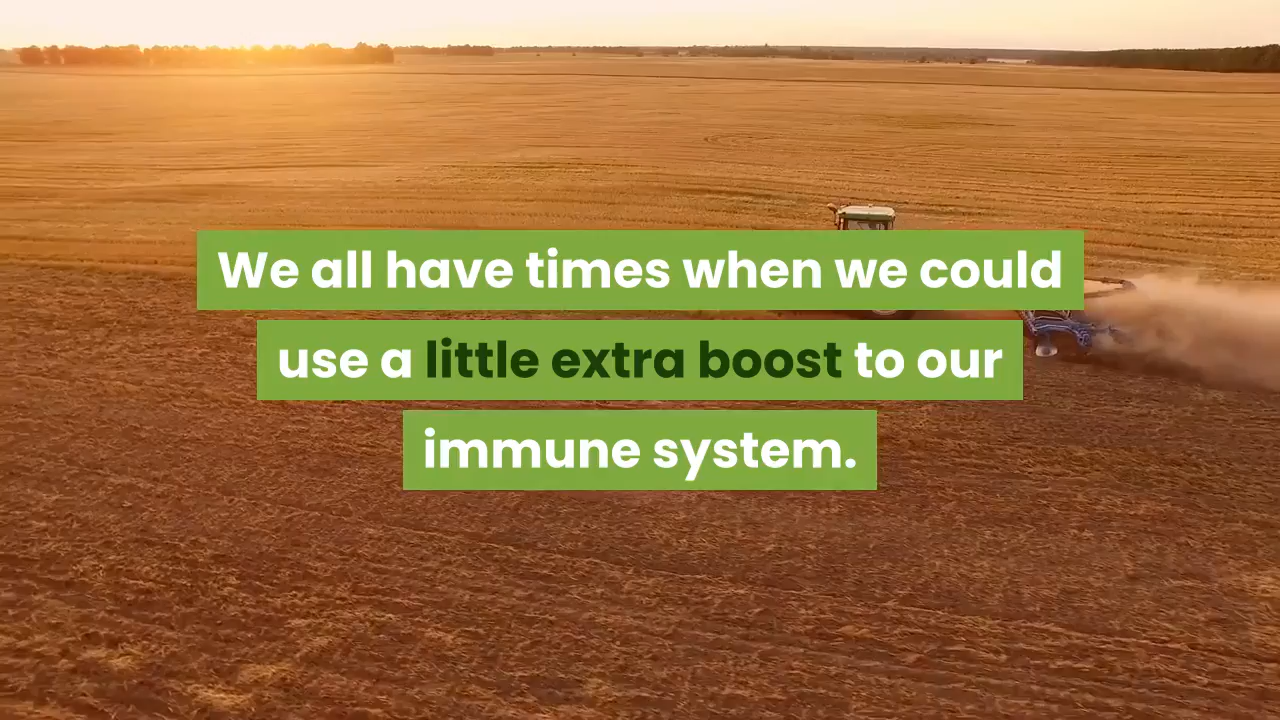 We all have times when we could
use a little extra boost to our
immune system.